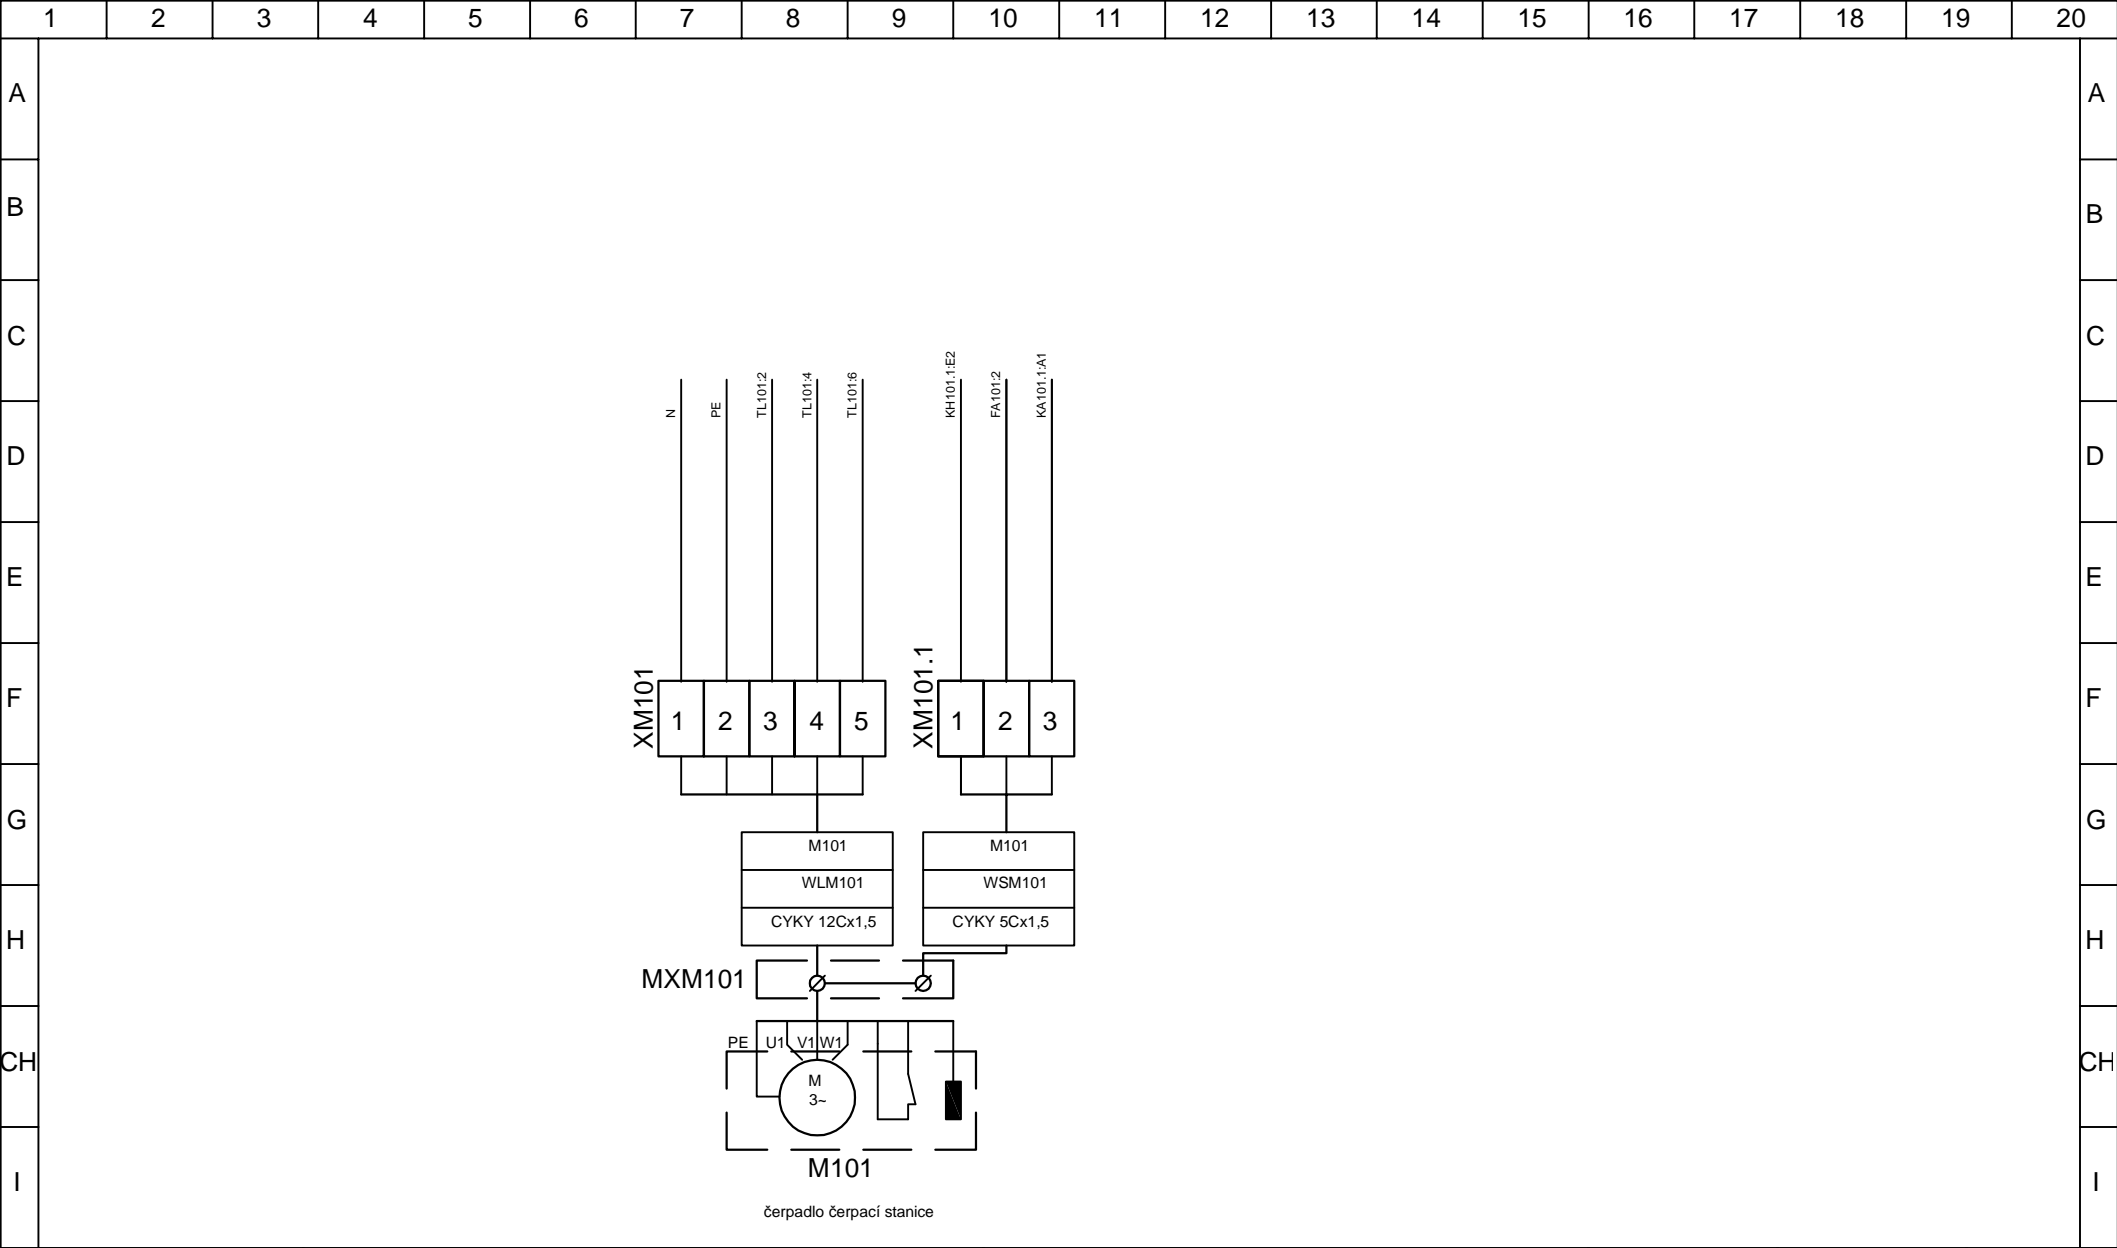 1 2 3 4 5 6 7 8 9 10 11 12 13 14 15 16 17 18 19 20
A A
B B
C C
D D
E E
F F
G G
H H
CH CH
I I
N
PE
TL101:2
TL101:4
TL101:6
KH101.1:E2
FA101:2
KA101.1:A1
XM101
1 2 3 4 5
XM101.1
1 2 3
M101
WLM101
CYKY 12Cx1,5
M101
WSM101
CYKY 5Cx1,5
MXM101
PE U1 V1 W1
M
3~
M101
čerpadlo čerpací stanice